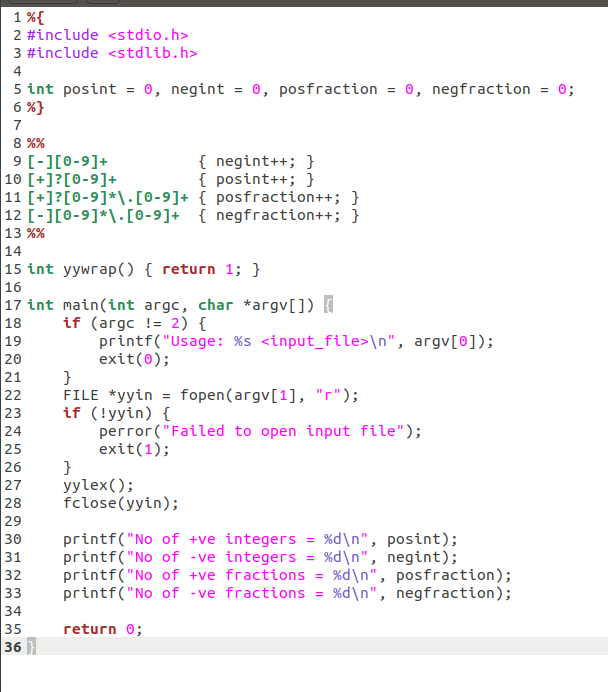 1 %{
2 #include <stdio.h>
3 #include <stdlib.h>
4
5 int posint = 0, negint = 0, posfraction = 0, negfraction = 0;
6 %}
7
8 %%
9 [-][0-9]+          { negint++; }
10 [+]?[0-9]+         { posint++; }
11 [+]?[0-9]*\.[0-9]+ { posfraction++; }
12 [-][0-9]*\.[0-9]+  { negfraction++; }
13 %%
14
15 int yywrap() { return 1; }
16
17 int main(int argc, char *argv[]) {
18     if (argc != 2) {
19         printf("Usage: %s <input_file>\n", argv[0]);
20         exit(0);
21     }
22     FILE *yyin = fopen(argv[1], "r");
23     if (!yyin) {
24         perror("Failed to open input file");
25         exit(1);
26     }
27     yylex();
28     fclose(yyin);
29
30     printf("No of +ve integers = %d\n", posint);
31     printf("No of -ve integers = %d\n", negint);
32     printf("No of +ve fractions = %d\n", posfraction);
33     printf("No of -ve fractions = %d\n", negfraction);
34
35     return 0;
36 }